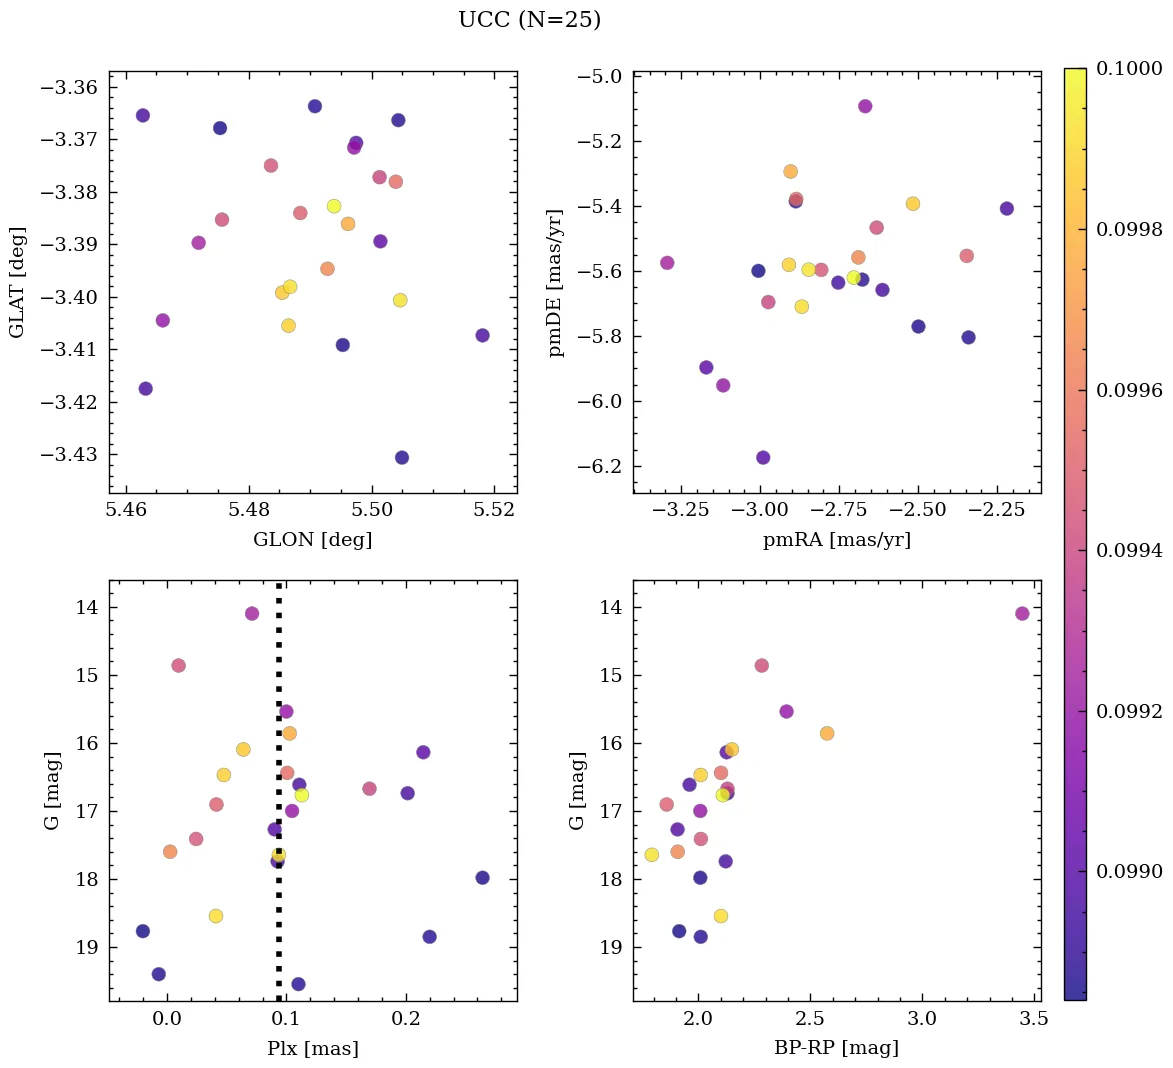 UCC (N=25)
−3.36
−3.37
−3.38
−3.39
−3.40
−3.41
−3.42
−3.43
GLAT [deg]
5.46 5.48 5.50 5.52
GLON [deg]
−5.0
−5.2
−5.4
−5.6
−5.8
−6.0
−6.2
pmDE [mas/yr]
−3.25 −3.00 −2.75 −2.50 −2.25
pmRA [mas/yr]
14
15
16
17
18
19
G [mag]
0.0 0.1 0.2
Plx [mas]
14
15
16
17
18
19
G [mag]
2.0 2.5 3.0 3.5
BP-RP [mag]
0.1000
0.0998
0.0996
0.0994
0.0992
0.0990